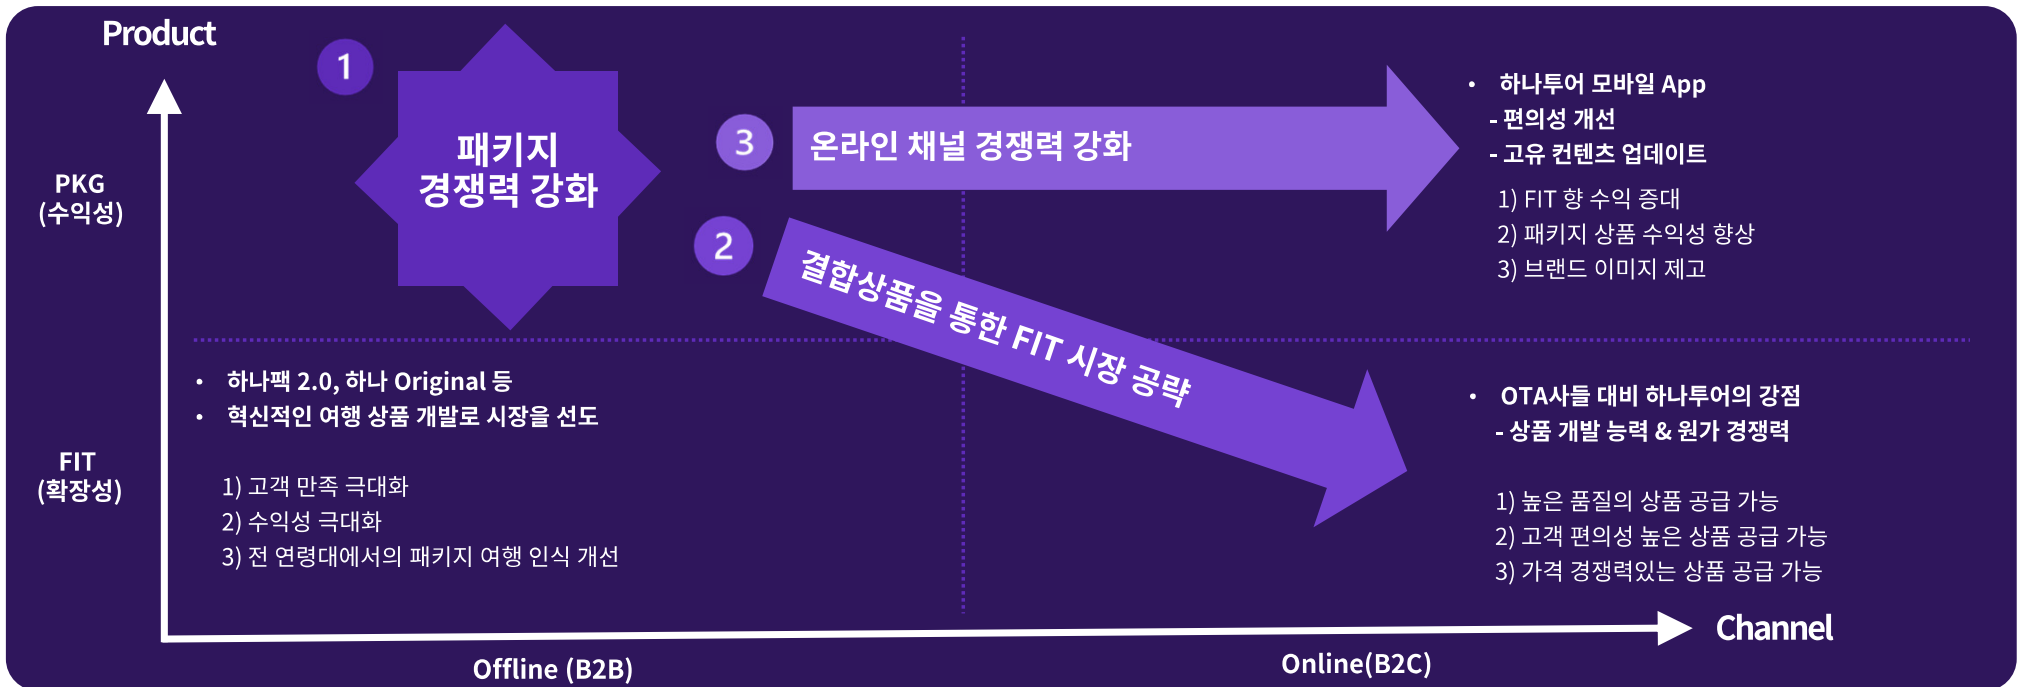 Product
PKG
(수익성)
FIT
(확장성)
1
패키지
경쟁력 강화
3
온라인 채널 경쟁력 강화
2
결합상품을 통한 FIT 시장 공략
• 하나투어 모바일 App
- 편의성 개선
- 고유 컨텐츠 업데이트
1) FIT 향 수익 증대
2) 패키지 상품 수익성 향상
3) 브랜드 이미지 제고
• 하나팩 2.0, 하나 Original 등
• 혁신적인 여행 상품 개발로 시장을 선도
1) 고객 만족 극대화
2) 수익성 극대화
3) 전 연령대에서의 패키지 여행 인식 개선
• OTA사들 대비 하나투어의 강점
- 상품 개발 능력 & 원가 경쟁력
1) 높은 품질의 상품 공급 가능
2) 고객 편의성 높은 상품 공급 가능
3) 가격 경쟁력있는 상품 공급 가능
Channel
Offline (B2B)
Online(B2C)